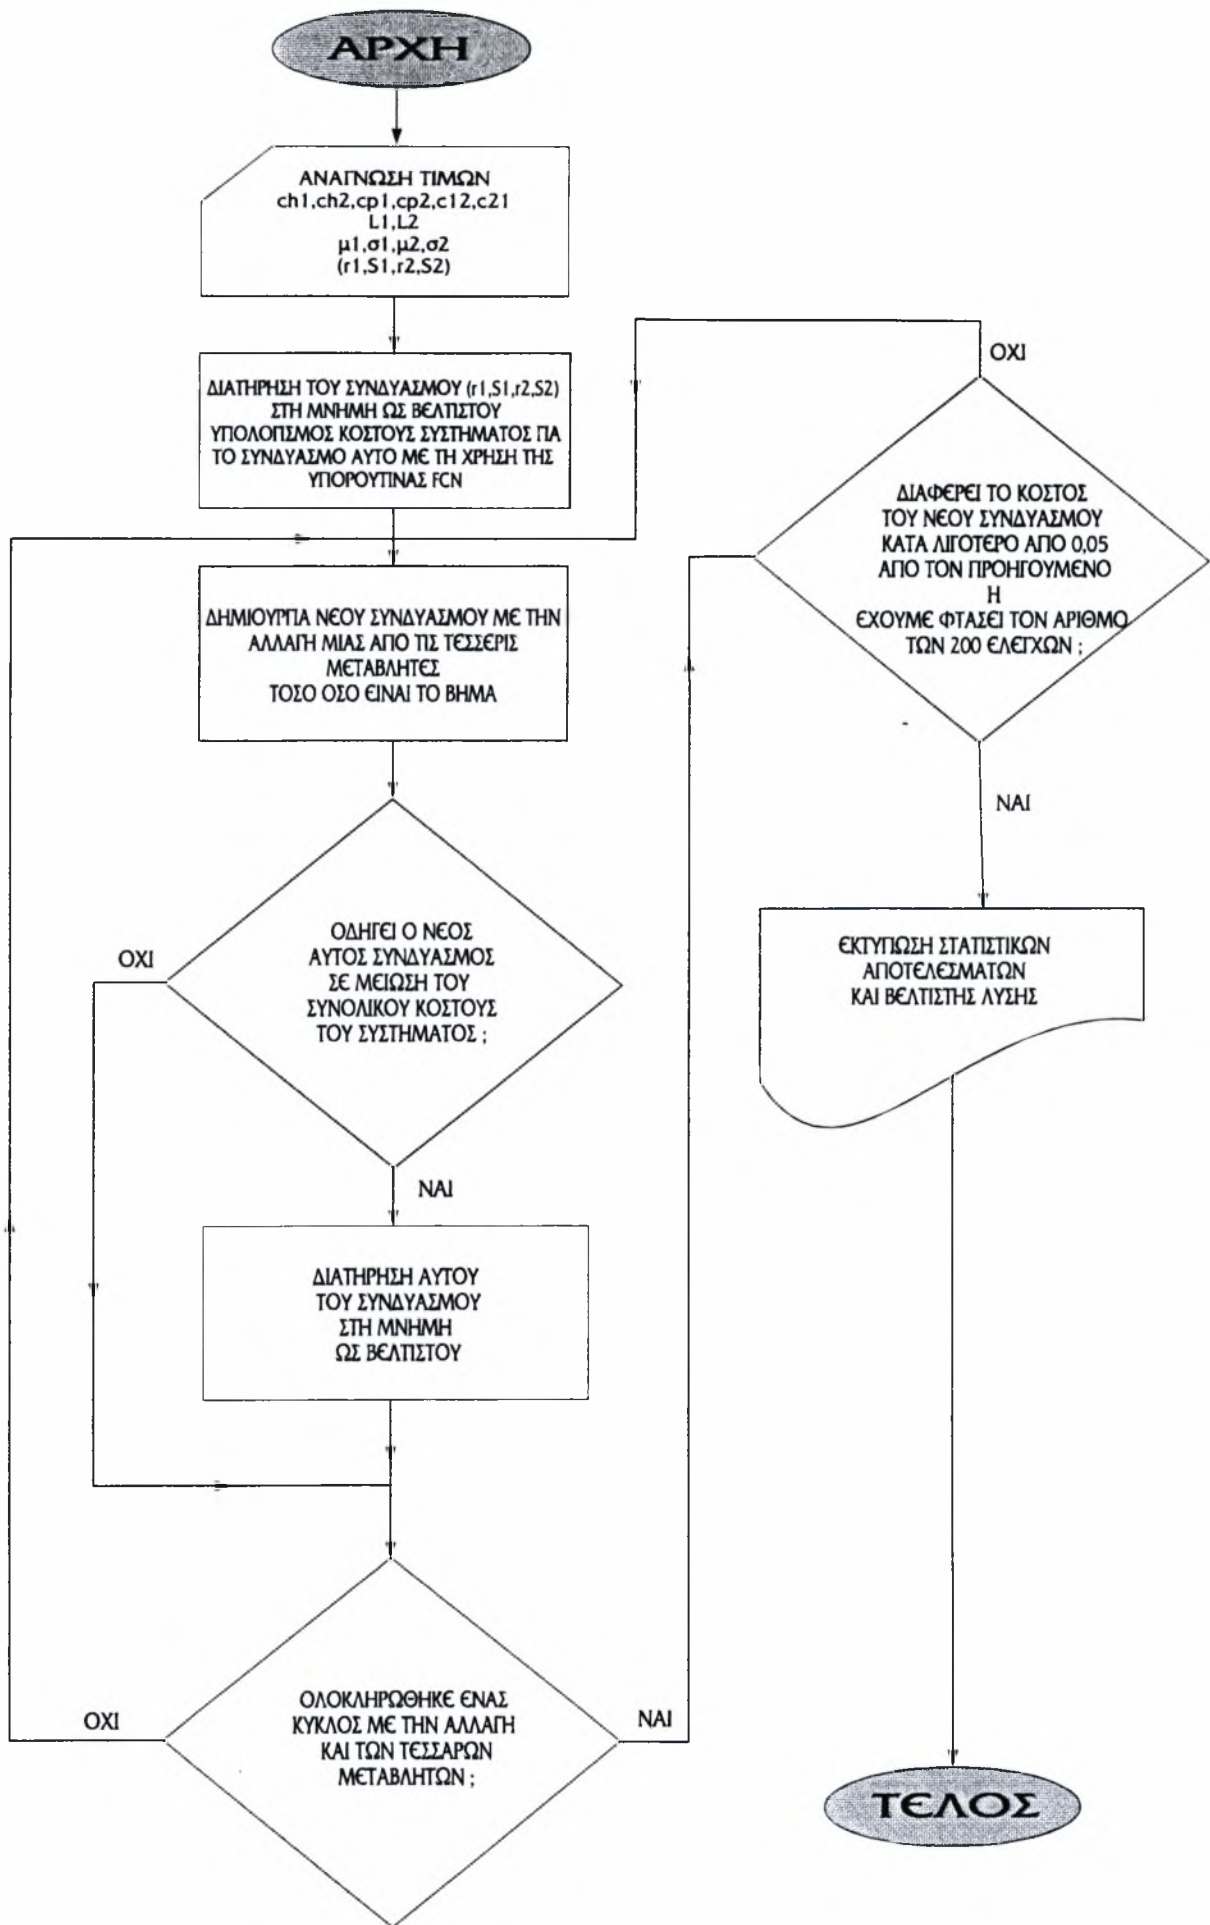 ΑΡΧΗ
ΑΝΑΓΝΩΣΗ ΤΙΜΩΝ
ch1,ch2,cp1,cp2,c12,c21
L1,L2
μ1,σ1,μ2,σ2
(r1,S1,r2,S2)
ΔΙΑΤΗΡΗΣΗ ΤΟΥ ΣΥΝΔΥΑΣΜΟΥ (r1,S1,r2,S2)
ΣΤΗ ΜΝΗΜΗ ΩΣ ΒΕΛΤΙΣΤΟΥ
ΥΠΟΛΟΓΙΣΜΟΣ ΚΟΣΤΟΥΣ ΣΥΣΤΗΜΑΤΟΣ ΓΙΑ
ΤΟ ΣΥΝΔΥΑΣΜΟ ΑΥΤΟ ΜΕ ΤΗ ΧΡΗΣΗ ΤΗΣ
ΥΠΟΡΟΥΤΙΝΑΣ FCN
ΔΗΜΙΟΥΡΓΙΑ ΝΕΟΥ ΣΥΝΔΥΑΣΜΟΥ ΜΕ ΤΗΝ
ΑΛΛΑΓΗ ΜΙΑΣ ΑΠΟ ΤΙΣ ΤΕΣΣΕΡΙΣ
ΜΕΤΑΒΛΗΤΕΣ
ΤΟΣΟ ΟΣΟ ΕΙΝΑΙ ΤΟ ΒΗΜΑ
ΟΧΙ
ΟΔΗΓΕΙ Ο ΝΕΟΣ
ΑΥΤΟΣ ΣΥΝΔΥΑΣΜΟΣ
ΣΕ ΜΕΙΩΣΗ ΤΟΥ
ΣΥΝΟΛΙΚΟΥ ΚΟΣΤΟΥΣ
ΤΟΥ ΣΥΣΤΗΜΑΤΟΣ ;
ΝΑΙ
ΔΙΑΤΗΡΗΣΗ ΑΥΤΟΥ
ΤΟΥ ΣΥΝΔΥΑΣΜΟΥ
ΣΤΗ ΜΝΗΜΗ
ΩΣ ΒΕΛΤΙΣΤΟΥ
ΟΧΙ
ΟΛΟΚΛΗΡΩΘΗΚΕ ΕΝΑΣ
ΚΥΚΛΟΣ ΜΕ ΤΗΝ ΑΛΛΑΓΗ
ΚΑΙ ΤΩΝ ΤΕΣΣΑΡΩΝ
ΜΕΤΑΒΛΗΤΩΝ ;
ΝΑΙ
ΟΧΙ
ΔΙΑΦΕΡΕΙ ΤΟ ΚΟΣΤΟΣ
ΤΟΥ ΝΕΟΥ ΣΥΝΔΥΑΣΜΟΥ
ΚΑΤΑ ΛΙΓΟΤΕΡΟ ΑΠΟ 0,05
ΑΠΟ ΤΟΝ ΠΡΟΗΓΟΥΜΕΝΟ
Η
ΕΧΟΥΜΕ ΦΤΑΣΕΙ ΤΟΝ ΑΡΙΘΜΟ
ΤΩΝ 200 ΕΛΕΓΧΩΝ ;
ΝΑΙ
ΕΚΤΥΠΩΣΗ ΣΤΑΤΙΣΤΙΚΩΝ
ΑΠΟΤΕΛΕΣΜΑΤΩΝ
ΚΑΙ ΒΕΛΤΙΣΤΗΣ ΛΥΣΗΣ
ΤΕΛΟΣ